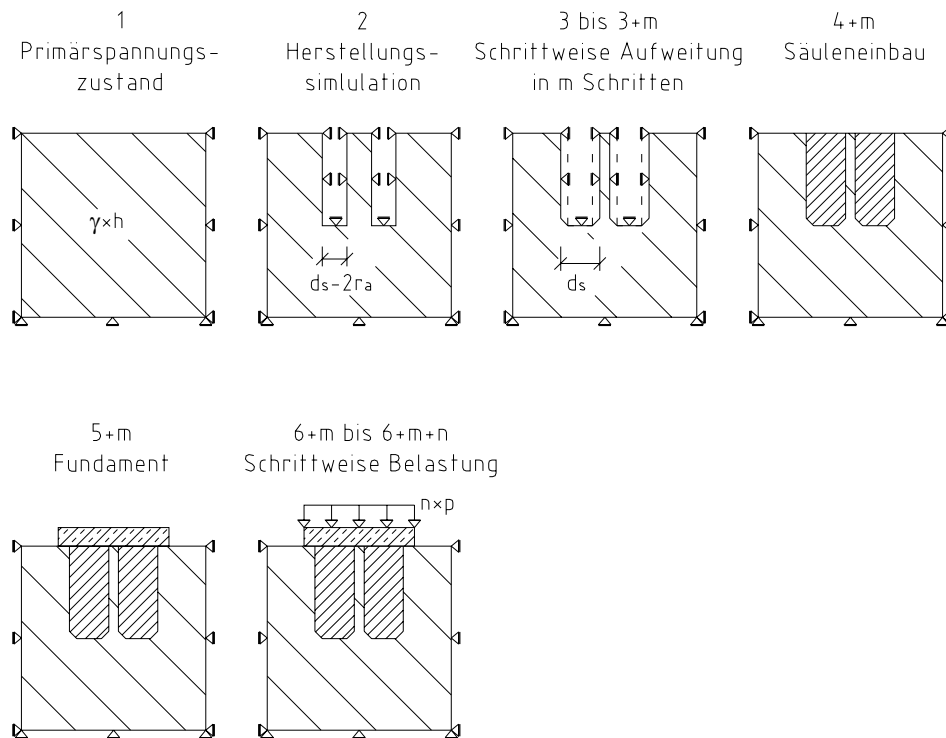 1
Primärspannungs-
zustand
2
Herstellungs-
simlulation
3 bis 3+m
Schrittweise Aufweitung
in m Schritten
4+m
Säuleneinbau
γ×h
ds-2ra
ds
5+m
Fundament
6+m bis 6+m+n
Schrittweise Belastung
n×p